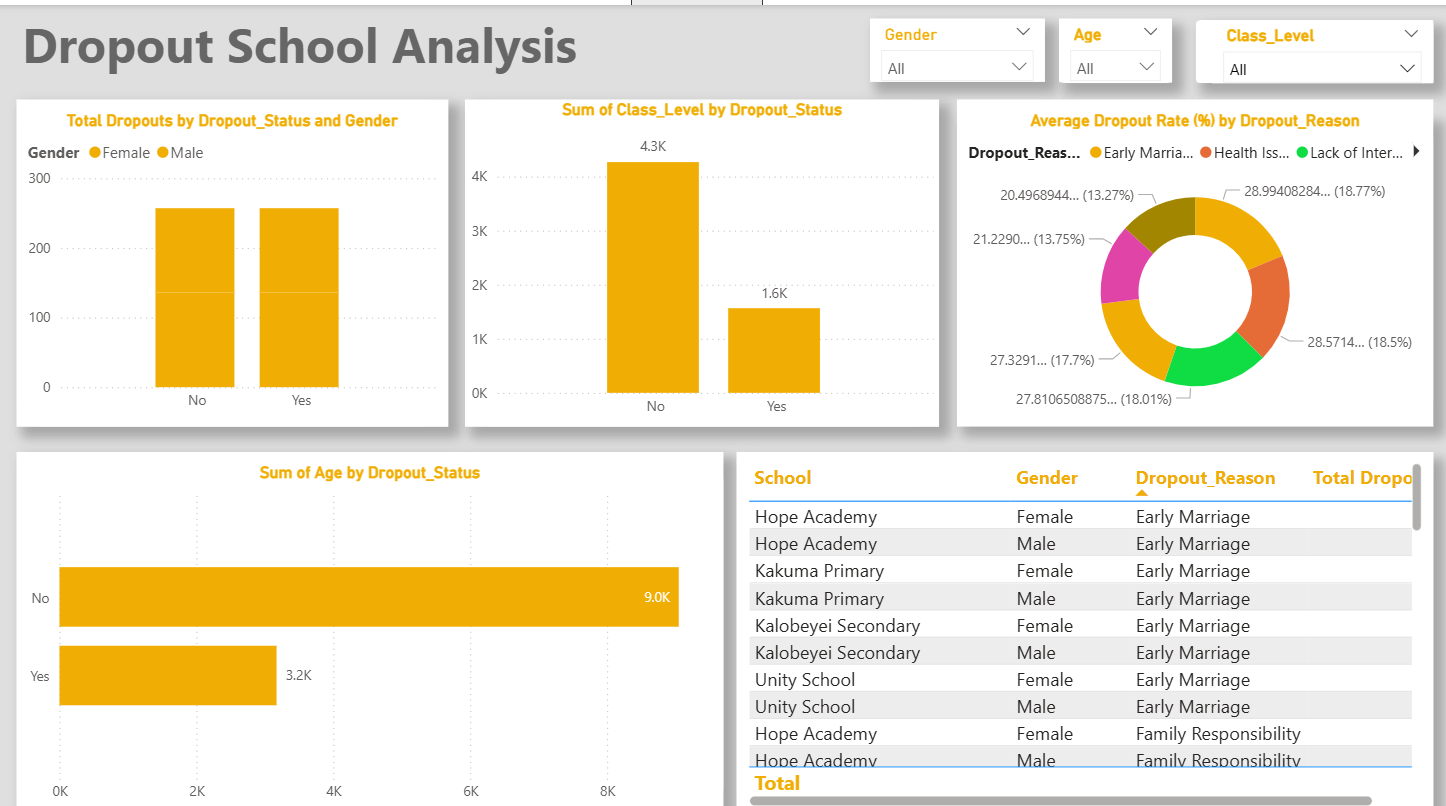 Dropout School Analysis
Gender
All
Age
All
Class_Level
All
Total Dropouts by Dropout_Status and Gender
Gender Female Male
300
200
100
0
No Yes
Sum of Class_Level by Dropout_Status
4.3K
4K
3K
1.6K
2K
1K
0K
No Yes
Average Dropout Rate (%) by Dropout_Reason
Dropout_Reas... Early Marria... Health Iss... Lack of Inter...
20.4968944... (13.27%)
28.99408284... (18.77%)
21.2290... (13.75%)
28.5714... (18.5%)
27.3291... (17.7%)
27.8106508875... (18.01%)
Sum of Age by Dropout_Status
No 9.0K
Yes 3.2K
0K 2K 4K 6K 8K
School Gender Dropout_Reason Total Dropo
Hope Academy Female Early Marriage
Hope Academy Male Early Marriage
Kakuma Primary Female Early Marriage
Kakuma Primary Male Early Marriage
Kalobeyei Secondary Female Early Marriage
Kalobeyei Secondary Male Early Marriage
Unity School Female Early Marriage
Unity School Male Early Marriage
Hope Academy Female Family Responsibility
Hope Academy Male Family Responsibility
Total